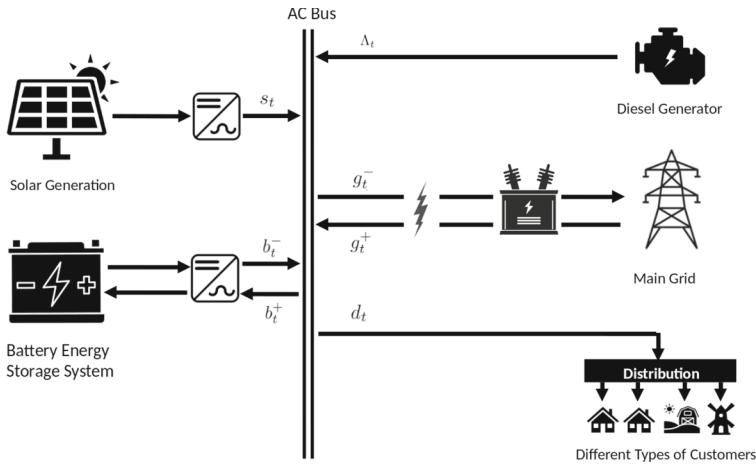 AC Bus
Λ_t
Diesel Generator
s_t
Solar Generation
g_t^-
g_t^+
Main Grid
b_t^-
b_t^+
Battery Energy
Storage System
d_t
Distribution
Different Types of Customers